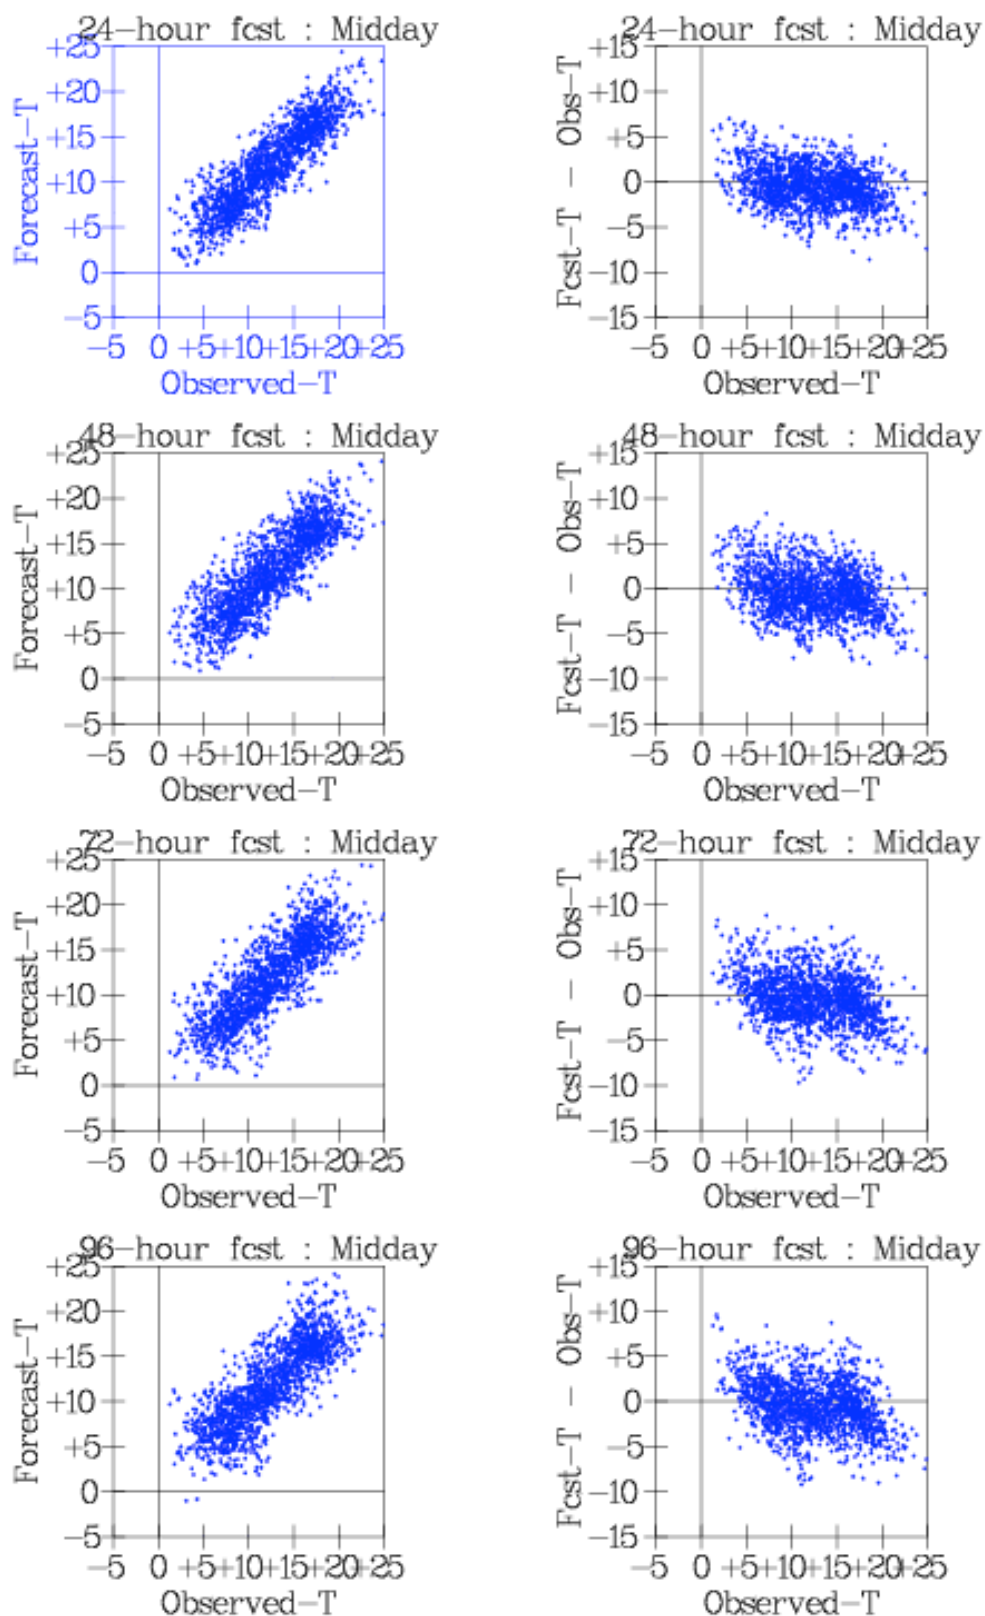 24-hour fcst : Midday
24-hour fcst : Midday
+25
+20
+15
+10
+5
0
−5
Forecast−T
−5 0 +5 +10 +15 +20 +25
Observed−T
+15
+10
+5
0
−5
−10
−15
Fcst−T − Obs−T
−5 0 +5 +10 +15 +20 +25
Observed−T
48-hour fcst : Midday
48-hour fcst : Midday
+25
+20
+15
+10
+5
0
−5
Forecast−T
−5 0 +5 +10 +15 +20 +25
Observed−T
+15
+10
+5
0
−5
−10
−15
Fcst−T − Obs−T
−5 0 +5 +10 +15 +20 +25
Observed−T
72-hour fcst : Midday
72-hour fcst : Midday
+25
+20
+15
+10
+5
0
−5
Forecast−T
−5 0 +5 +10 +15 +20 +25
Observed−T
+15
+10
+5
0
−5
−10
−15
Fcst−T − Obs−T
−5 0 +5 +10 +15 +20 +25
Observed−T
96-hour fcst : Midday
96-hour fcst : Midday
+25
+20
+15
+10
+5
0
−5
Forecast−T
−5 0 +5 +10 +15 +20 +25
Observed−T
+15
+10
+5
0
−5
−10
−15
Fcst−T − Obs−T
−5 0 +5 +10 +15 +20 +25
Observed−T